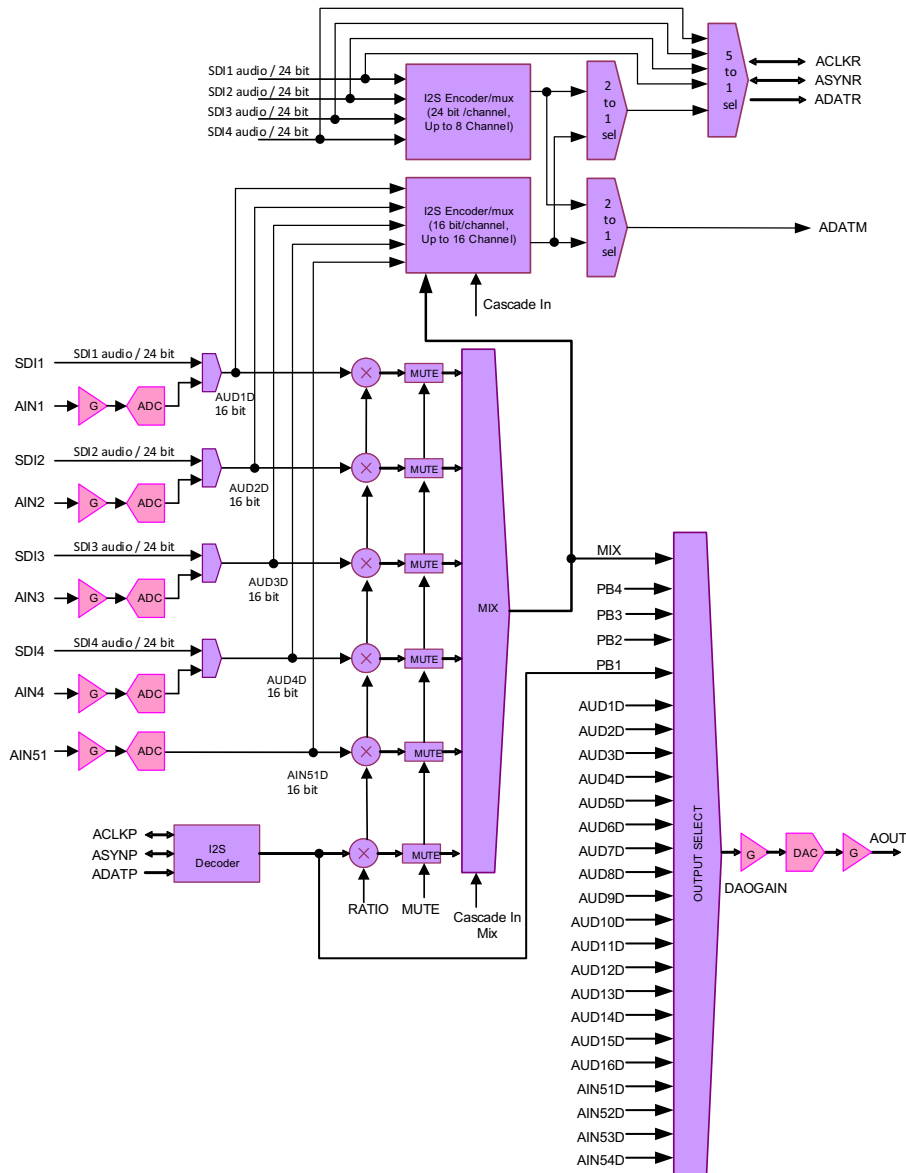 SDI1 audio / 24 bit
SDI2 audio / 24 bit
SDI3 audio / 24 bit
SDI4 audio / 24 bit
I2S Encoder/mux
(24 bit /channel,
Up to 8 Channel)
2
to
1
sel
5
to
1
sel
ACLKR
ASYNR
ADATR
I2S Encoder/mux
(16 bit/channel,
Up to 16 Channel)
2
to
1
sel
ADATM
Cascade In
SDI1
SDI1 audio / 24 bit
AIN1
G
ADC
AUD1D
16 bit
MUTE
SDI2
SDI2 audio / 24 bit
AIN2
G
ADC
AUD2D
16 bit
MUTE
SDI3
SDI3 audio / 24 bit
AIN3
G
ADC
AUD3D
16 bit
MUTE
SDI4
SDI4 audio / 24 bit
AIN4
G
ADC
AUD4D
16 bit
MUTE
AIN51
G
ADC
AIN51D
16 bit
MUTE
MIX
ACLKP
ASYNP
ADATP
I2S
Decoder
MUTE
RATIO
MUTE
Cascade In
Mix
MIX
PB4
PB3
PB2
PB1
AUD1D
AUD2D
AUD3D
AUD4D
AUD5D
AUD6D
AUD7D
AUD8D
AUD9D
AUD10D
AUD11D
AUD12D
AUD13D
AUD14D
AUD15D
AUD16D
AIN51D
AIN52D
AIN53D
AIN54D
OUTPUT SELECT
G
DAOGAIN
DAC
G
AOUT